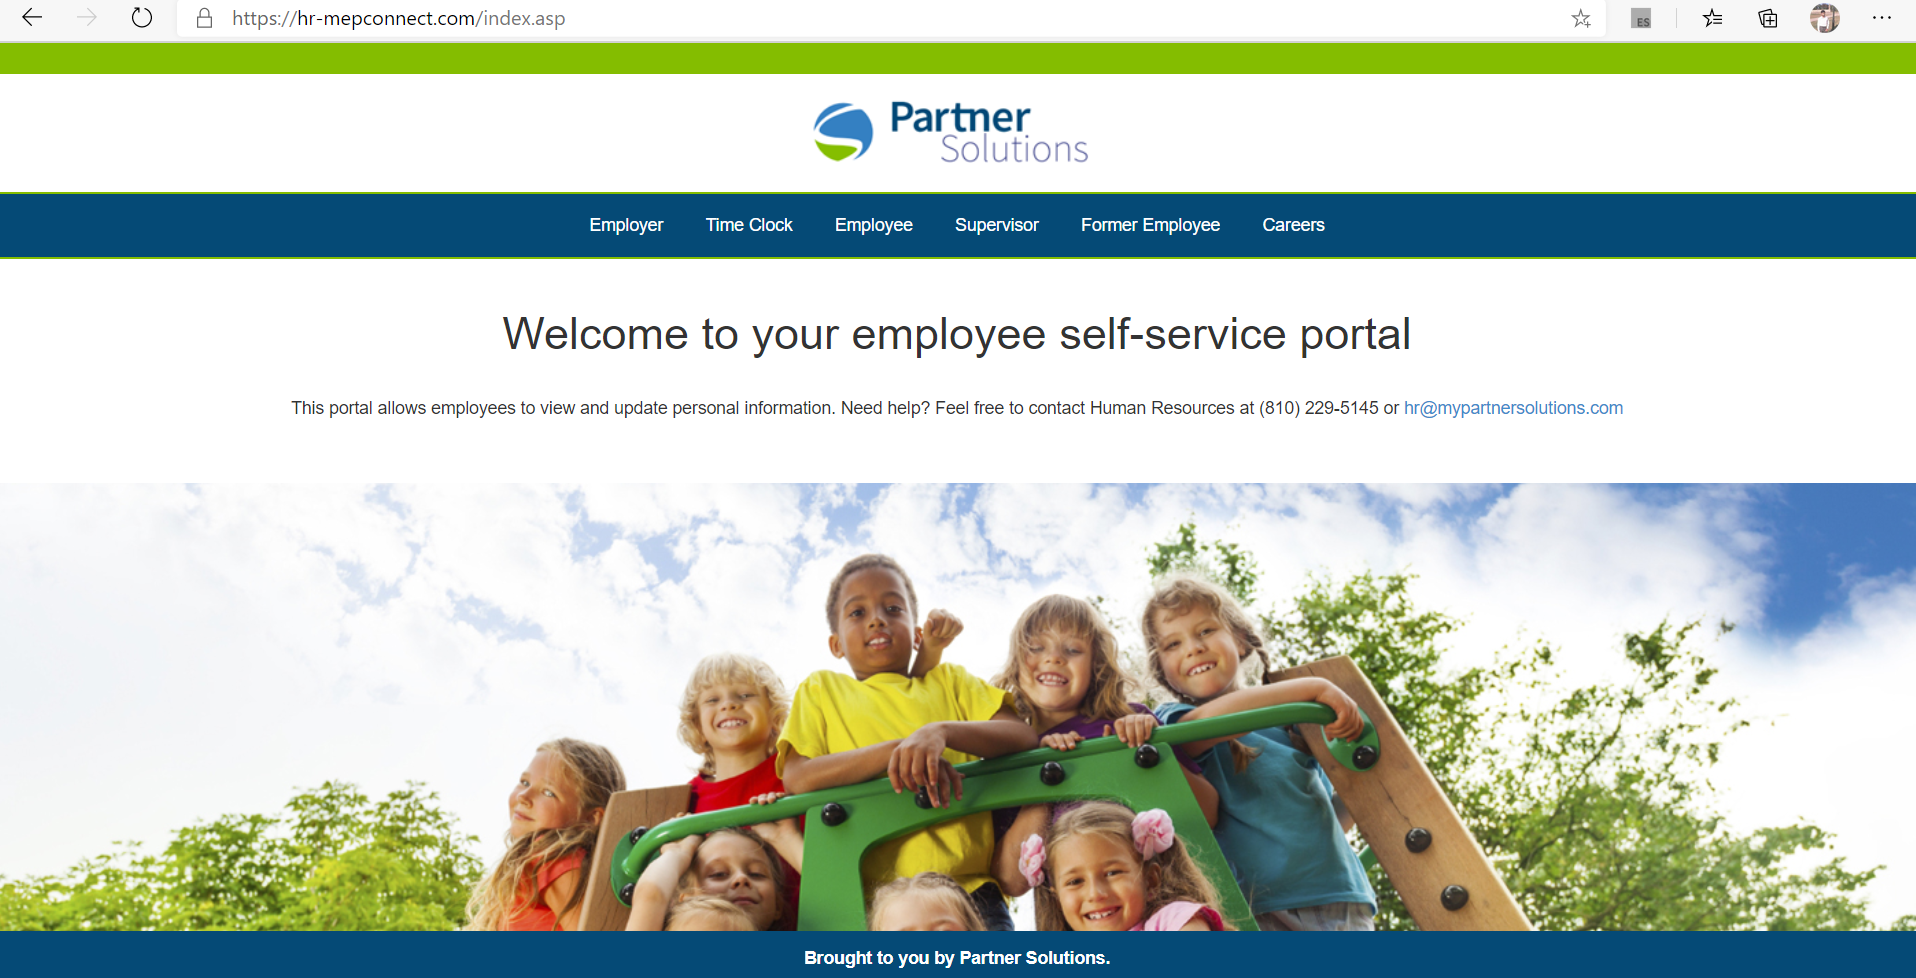 https://hr-mepconnect.com/index.asp
ES
Partner
Solutions
Employer Time Clock Employee Supervisor Former Employee Careers
Welcome to your employee self-service portal
This portal allows employees to view and update personal information. Need help? Feel free to contact Human Resources at (810) 229-5145 or hr@mypartnersolutions.com
Brought to you by Partner Solutions.